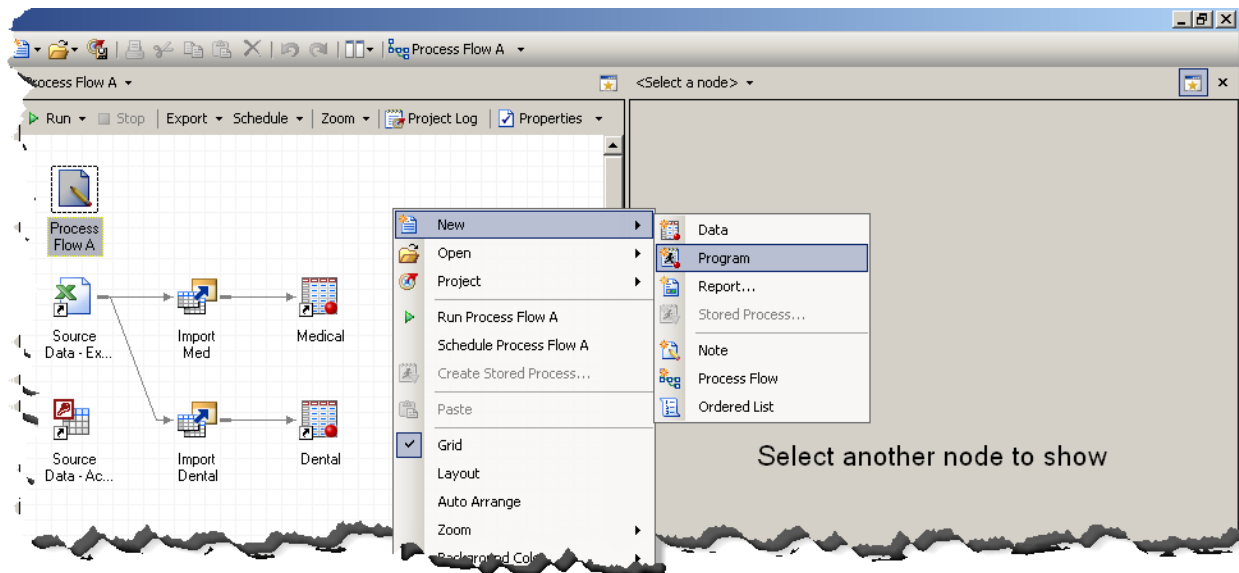 Process Flow A
ocess Flow A
<Select a node>
Run Stop Export Schedule Zoom Project Log Properties
Process
Flow A
Source
Data - Ex...
Import
Med
Medical
Source
Data - Ac...
Import
Dental
Dental
New
Open
Project
Run Process Flow A
Schedule Process Flow A
Create Stored Process...
Paste
Grid
Layout
Auto Arrange
Zoom
Data
Program
Report...
Stored Process...
Note
Process Flow
Ordered List
Select another node to show